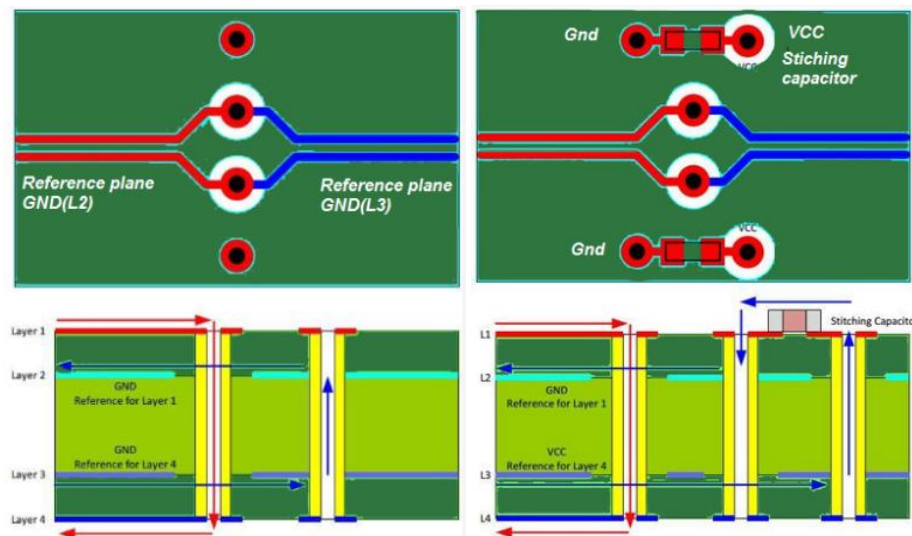 Reference plane
GND(L2)
Reference plane
GND(L3)
Gnd
VCC
Stiching
capacitor
VCC
Gnd
VCC
Layer 1
Layer 2
GND
Reference for Layer 1
GND
Reference for Layer 4
Layer 3
Layer 4
Stitching Capacito
L1
L2
GND
Reference for Layer 1
VCC
Reference for Layer 4
L3
L4